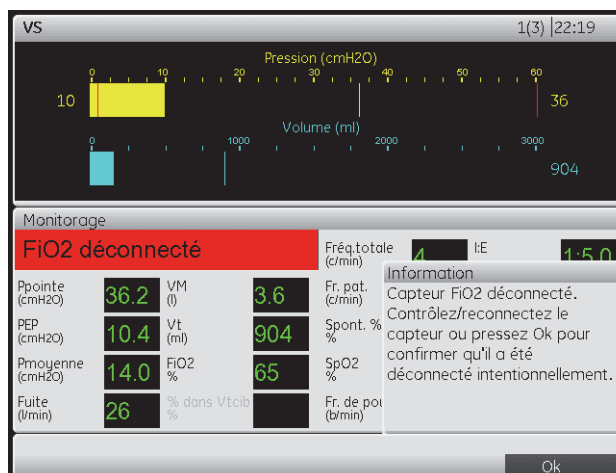 VS 1(3) |22:19
Pression (cmH2O)
0 10 20 30 40 50 60
10 36
Volume (ml)
0 1000 2000 3000
904
Monitorage
FiO2 déconnecté
Fréq.totale (c/min) 4 I:E 1:5.0
Ppointe (cmH2O) 36.2 VM (l) 3.6 Fr. pat. (c/min)
PEP (cmH2O) 10.4 Vt (ml) 904 Spont. % %
Pmoyenne (cmH2O) 14.0 FiO2 % 65 SpO2 %
Fuite (l/min) 26 % dans Vtcib % Fr. de pou (b/min)
Information
Capteur FiO2 déconnecté.
Contrôlez/reconnectez le
capteur ou pressez Ok pour
confirmer qu'il a été
déconnecté intentionnellement.
Ok